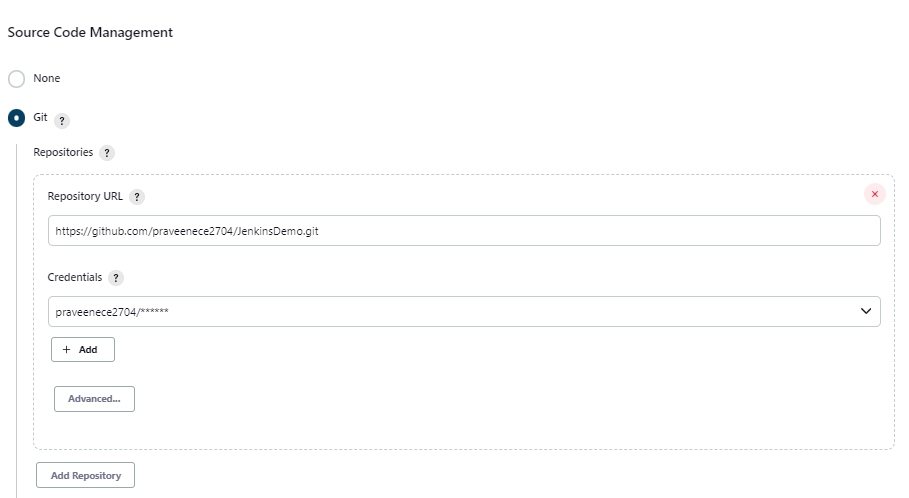 Source Code Management
None
Git ?
Repositories ?
Repository URL ?
https://github.com/praveenece2704/JenkinsDemo.git
Credentials ?
praveenece2704/******
+ Add
Advanced...
Add Repository